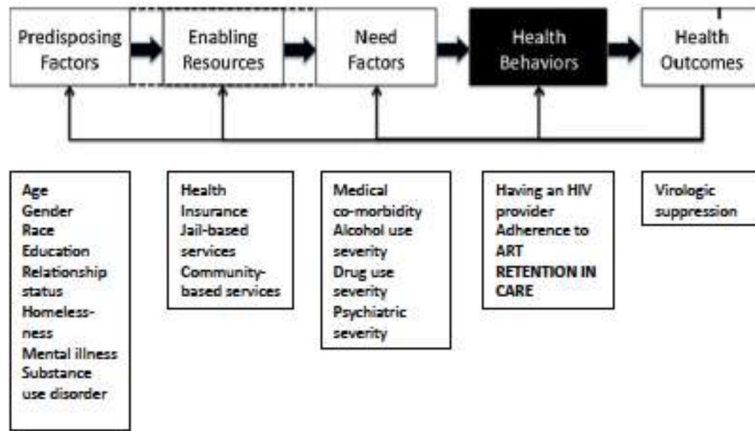 Predisposing
Factors
Enabling
Resources
Need
Factors
Health
Behaviors
Health
Outcomes
Age
Gender
Race
Education
Relationship
status
Homeless-
ness
Mental illness
Substance
use disorder
Health
Insurance
Jail-based
services
Community-
based services
Medical
co-morbidity
Alcohol use
severity
Drug use
severity
Psychiatric
severity
Having an HIV
provider
Adherence to
ART
RETENTION IN
CARE
Virologic
suppression